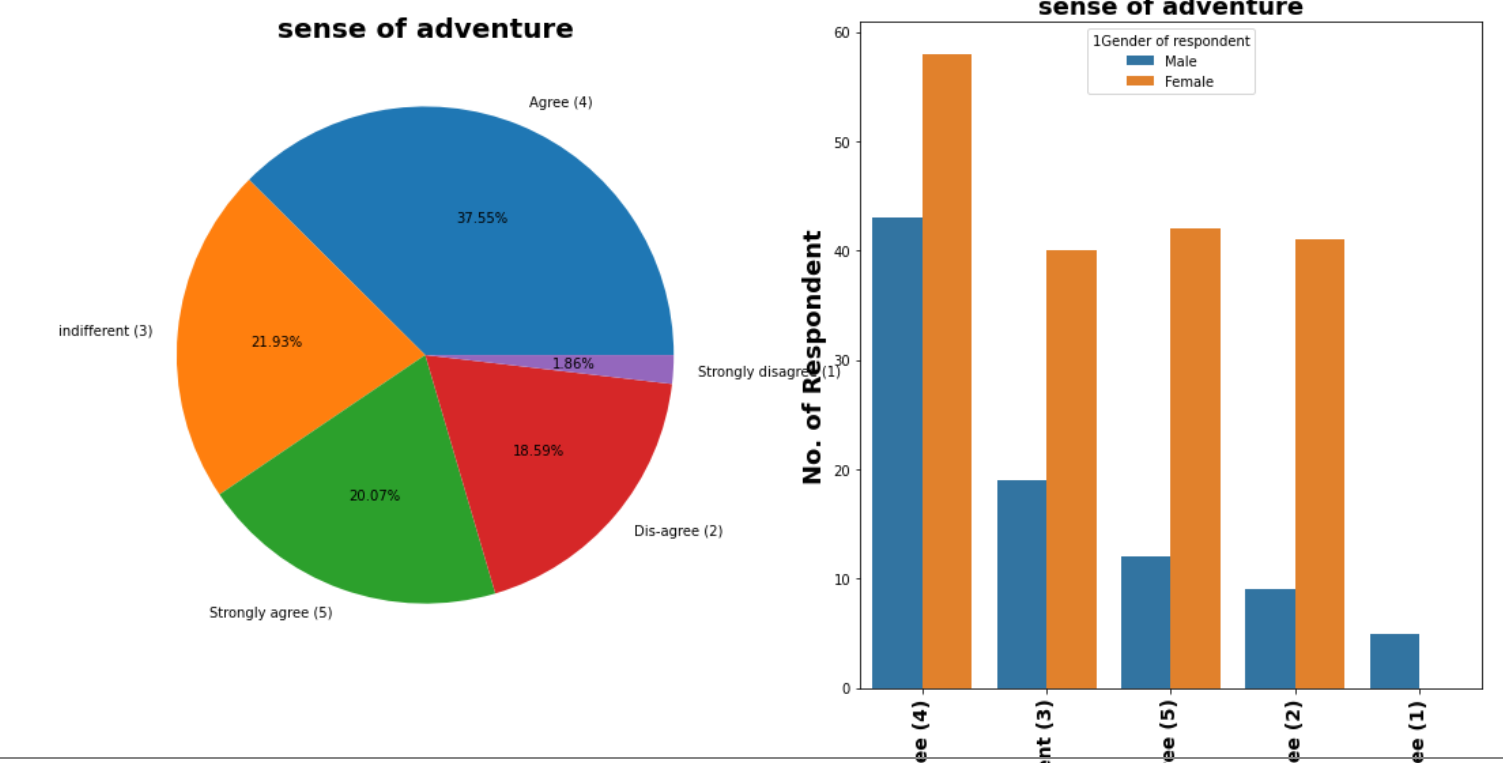 sense of adventure
Agree (4)
37.55%
indifferent (3)
21.93%
1.86%
Strongly disagree (1)
18.59%
20.07%
Dis-agree (2)
Strongly agree (5)
sense of adventure
1Gender of respondent
Male
Female
No. of Respondent
60
50
40
30
20
10
0
ee (4)
nt (3)
ee (5)
ee (2)
ee (1)